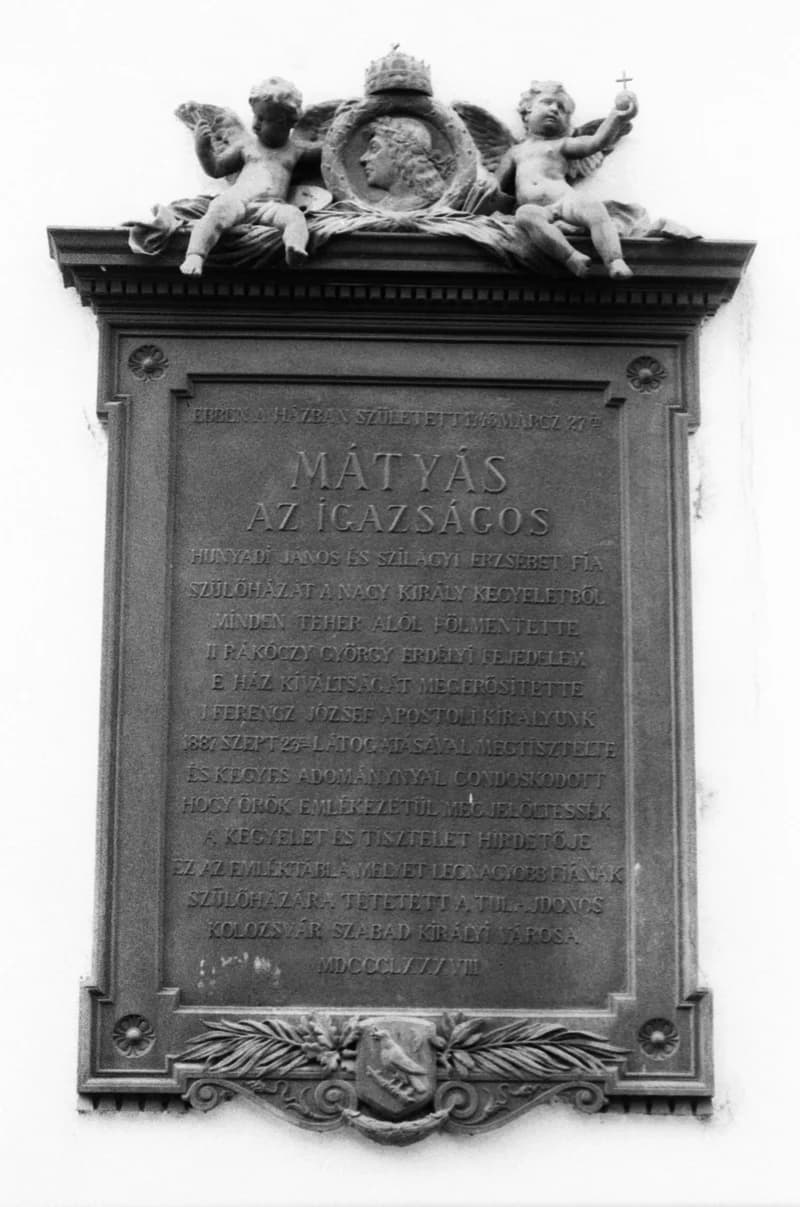 EBBEN A HÁZBAN SZÜLETETT 1443 MÁRCZ 27-ÉN
MÁTYÁS
AZ IGAZSÁGOS
HUNYADI JÁNOS ÉS SZILÁGYI ERZSÉBET FIA
SZÜLŐHÁZÁT A NAGY KIRÁLY KEGYELETBŐL
MINDEN TEHER ALÓL FÖLMENTETTE
II RÁKÓCZY GYÖRGY ERDÉLYI FEJEDELEM
E HÁZ KIVÁLTSÁGÁT MEGERŐSÍTETTE
I FERENCZ JÓZSEF APOSTOLI KIRÁLYUNK
1887 SZEPT 23-ÁN LÁTOGATÁSÁVAL MEGTISZTELTE
ÉS KEGYES ADOMÁNYNYAL GONDOSKODOTT
HOGY ÖRÖK EMLÉKEZETÜL MEGJELÖLTESSÉK
A KEGYELET ÉS TISZTELET HIRDETŐJE
EZ AZ EMLÉKTÁBLA MELYET LEGNAGYOBB FIÁNAK
SZÜLŐHÁZÁRA TÉTETETT A TULAJDONOS
KOLOZSVÁR SZABAD KIRÁLYI VÁROSA
MDCCCLXXXVIII